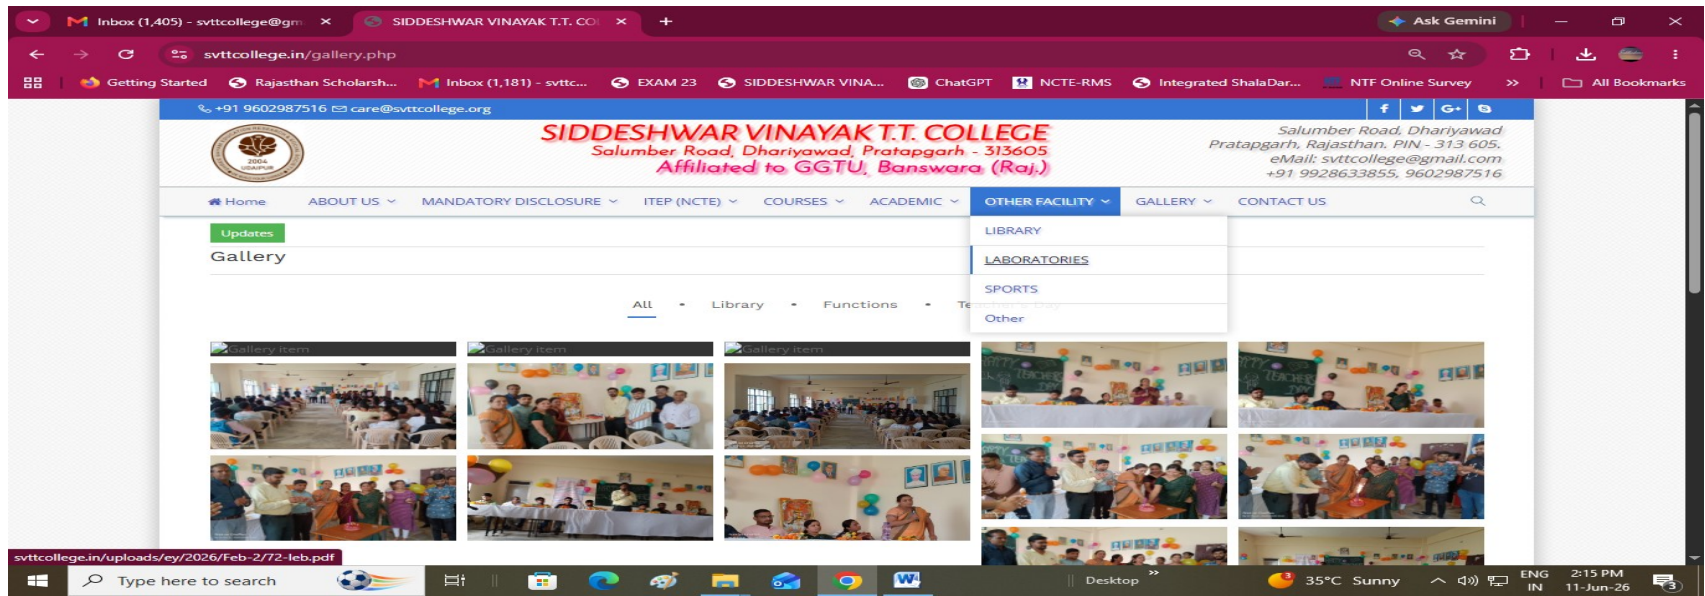 Inbox (1,405) - svttcollege@gm
SIDDESHWAR VINAYAK T.T. CO
Ask Gemini
svttcollege.in/gallery.php
Getting Started
Rajasthan Scholarsh...
Inbox (1,181) - svttc...
EXAM 23
SIDDESHWAR VINA...
ChatGPT
NCTE-RMS
Integrated ShalaDar...
NTF Online Survey
»
All Bookmarks
+91 9602987516 care@svttcollege.org
2004
UDAIPUR
SIDDESHWAR VINAYAK T.T. COLLEGE
Salumber Road, Dhariyawad, Pratapgarh - 313605
Affiliated to GGTU, Banswara (Raj.)
Salumber Road, Dhariyawad
Pratapgarh, Rajasthan. PIN - 313 605.
eMail: svttcollege@gmail.com
+91 9928633855, 9602987516
Home ABOUT US MANDATORY DISCLOSURE ITEP (NCTE) COURSES ACADEMIC OTHER FACILITY GALLERY CONTACT US
LIBRARY
LABORATORIES
SPORTS
Other
Updates
Gallery
All • Library • Functions • Te
Gallery item
Gallery item
Gallery item
svttcollege.in/uploads/ey/2026/Feb-2/72-leb.pdf
Type here to search
Desktop
»
3
35°C Sunny
ENG
IN
2:15 PM
11-Jun-26
3